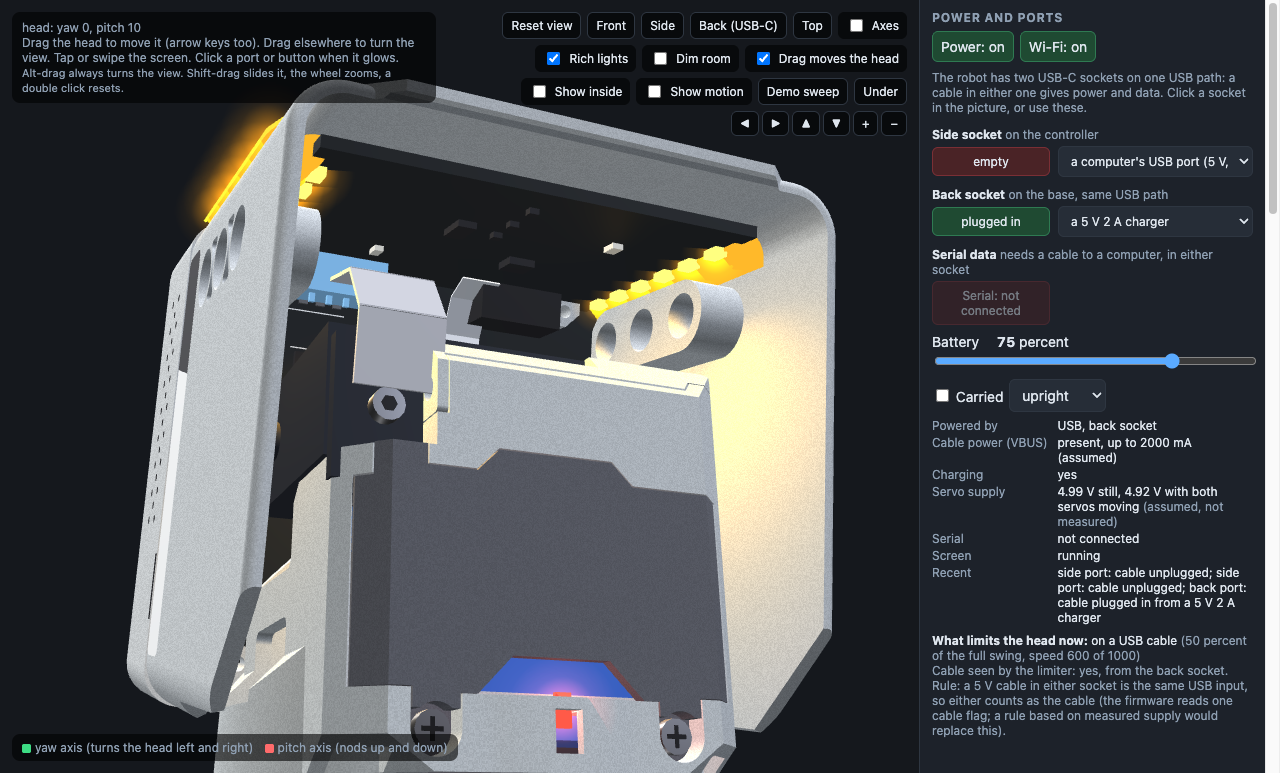 head: yaw 0, pitch 10
Drag the head to move it (arrow keys too). Drag elsewhere to turn the
view. Tap or swipe the screen. Click a port or button when it glows.
Alt-drag always turns the view. Shift-drag slides it, the wheel zooms, a
double click resets.
Reset view
Front
Side
Back (USB-C)
Top
Axes
Rich lights
Dim room
Drag moves the head
Show inside
Show motion
Demo sweep
Under
◀ ▶ ▲ ▼ + −
yaw axis (turns the head left and right)
pitch axis (nods up and down)
POWER AND PORTS
Power: on
Wi-Fi: on
The robot has two USB-C sockets on one USB path: a
cable in either one gives power and data. Click a socket
in the picture, or use these.
Side socket on the controller
empty
a computer's USB port (5 V,
Back socket on the base, same USB path
plugged in
a 5 V 2 A charger
Serial data needs a cable to a computer, in either
socket
Serial: not
connected
Battery 75 percent
Carried
upright
Powered by USB, back socket
Cable power (VBUS) present, up to 2000 mA
(assumed)
Charging yes
Servo supply 4.99 V still, 4.92 V with both
servos moving (assumed, not
measured)
Serial not connected
Screen running
Recent side port: cable unplugged; side
port: cable unplugged; back port:
cable plugged in from a 5 V 2 A
charger
What limits the head now: on a USB cable (50 percent
of the full swing, speed 600 of 1000)
Cable seen by the limiter: yes, from the back socket.
Rule: a 5 V cable in either socket is the same USB input,
so either counts as the cable (the firmware reads one
cable flag; a rule based on measured supply would
replace this).